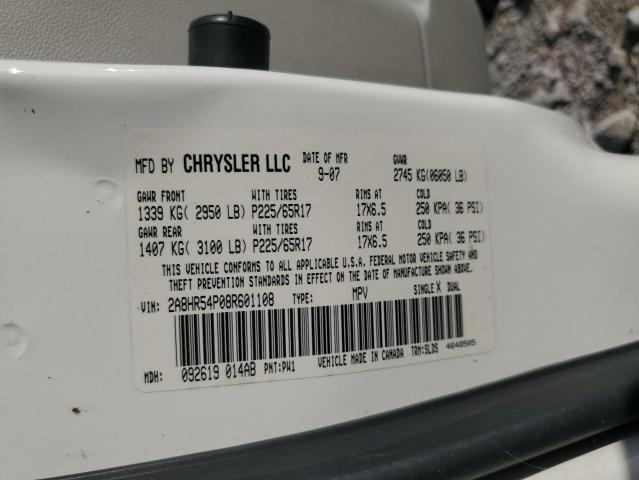 MFD BY CHRYSLER LLC DATE OF MFR 9-07 GVWR 2745 KG(06050 LB)
GAWR FRONT WITH TIRES RIMS AT COLD
1339 KG( 2950 LB) P225/65R17 17X6.5 250 KPA( 36 PSI)
GAWR REAR WITH TIRES RIMS AT COLD
1407 KG( 3100 LB) P225/65R17 17X6.5 250 KPA( 36 PSI)
THIS VEHICLE CONFORMS TO ALL APPLICABLE U.S.A. FEDERAL MOTOR VEHICLE SAFETY AND
THEFT PREVENTION STANDARDS IN EFFECT ON THE DATE OF MANUFACTURE SHOWN ABOVE.
VIN: 2A8HR54P08R601108 TYPE: MPV SINGLE X DUAL
MDH: 092619 014AB PNT:PW1 VEHICLE MADE IN CANADA TRM:SLD5 4648505